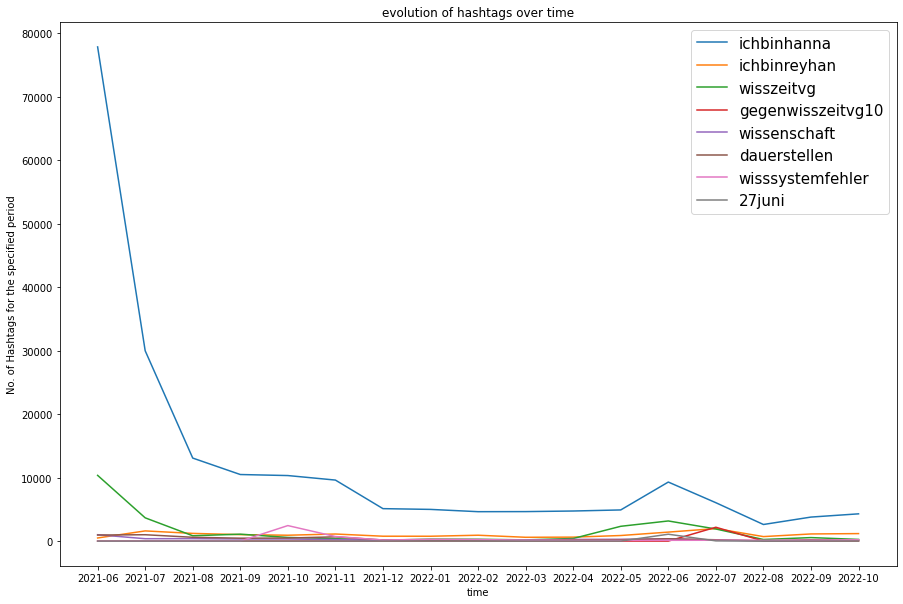 evolution of hashtags over time
No. of Hashtags for the specified period
80000
70000
60000
50000
40000
30000
20000
10000
0
ichbinhanna
ichbinreyhan
wisszeitvg
gegenwisszeitvg10
wissenschaft
dauerstellen
wisssystemfehler
27juni
2021-06 2021-07 2021-08 2021-09 2021-10 2021-11 2021-12 2022-01 2022-02 2022-03 2022-04 2022-05 2022-06 2022-07 2022-08 2022-09 2022-10
time